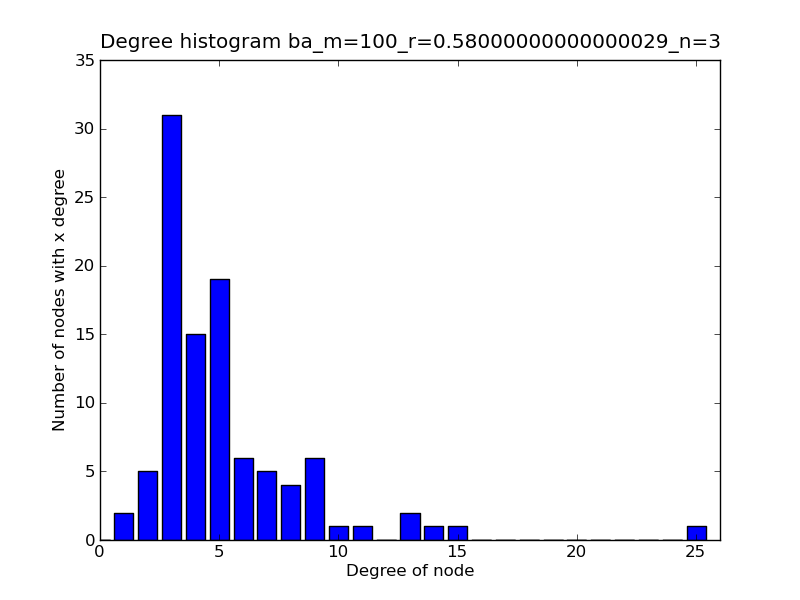 Degree histogram ba_m=100_r=0.58000000000000029_n=3
35
30
25
20
15
10
5
0
Number of nodes with x degree
0 5 10 15 20 25
Degree of node